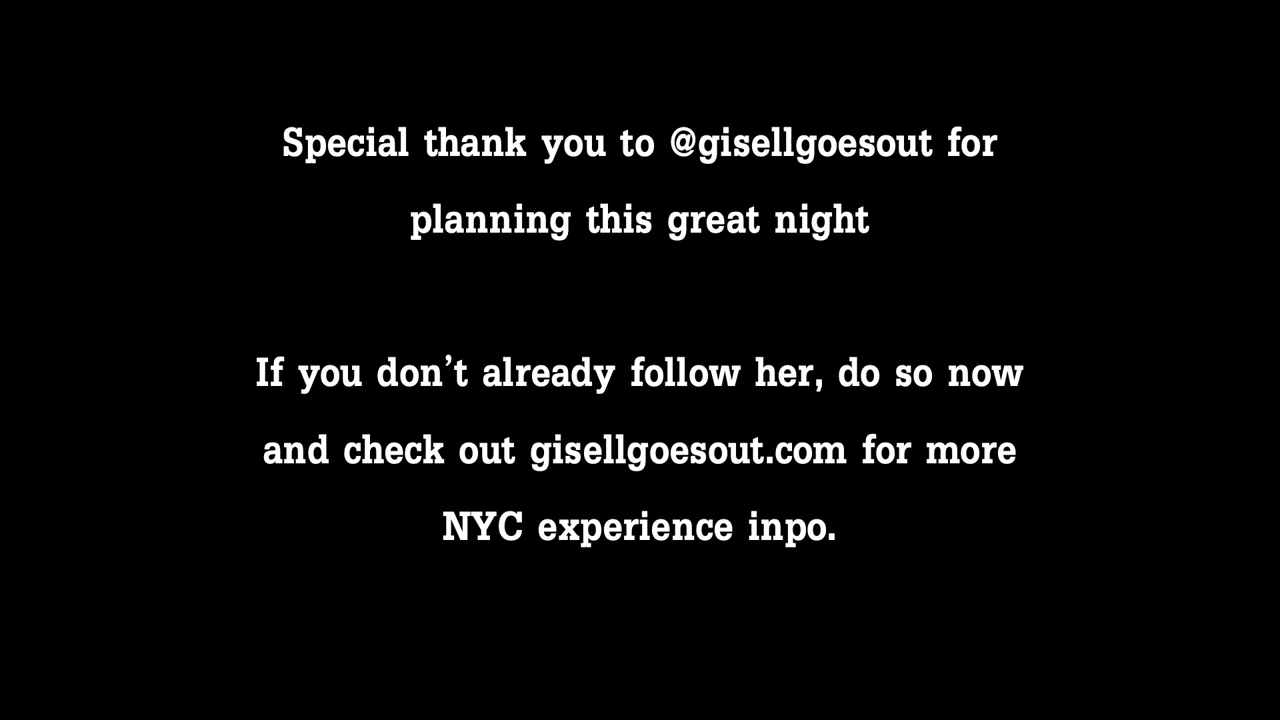 Special thank you to @gisellgoesout for
planning this great night
If you don’t already follow her, do so now
and check out gisellgoesout.com for more
NYC experience inpo.